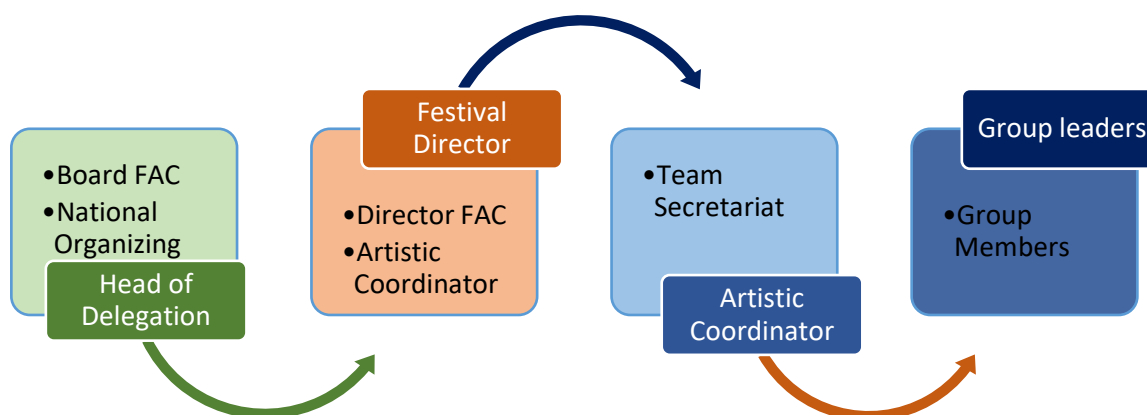 •Board FAC
•National
Organizing
Head of
Delegation
Festival
Director
•Director FAC
•Artistic
Coordinator
•Team
Secretariat
Artistic
Coordinator
Group leaders
•Group
Members